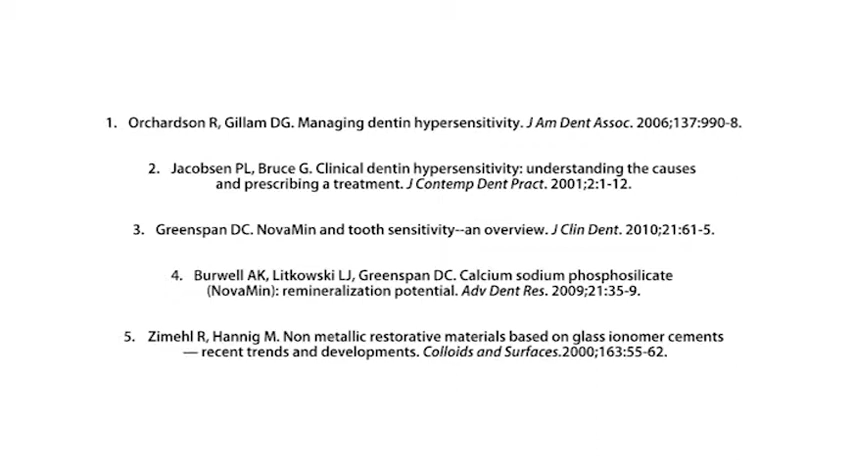 1. Orchardson R, Gillam DG. Managing dentin hypersensitivity. J Am Dent Assoc. 2006;137:990-8.
2. Jacobsen PL, Bruce G. Clinical dentin hypersensitivity: understanding the causes
and prescribing a treatment. J Contemp Dent Pract. 2001;2:1-12.
3. Greenspan DC. NovaMin and tooth sensitivity--an overview. J Clin Dent. 2010;21:61-5.
4. Burwell AK, Litkowski LJ, Greenspan DC. Calcium sodium phosphosilicate
(NovaMin): remineralization potential. Adv Dent Res. 2009;21:35-9.
5. Zimehl R, Hannig M. Non metallic restorative materials based on glass ionomer cements
— recent trends and developments. Colloids and Surfaces.2000;163:55-62.